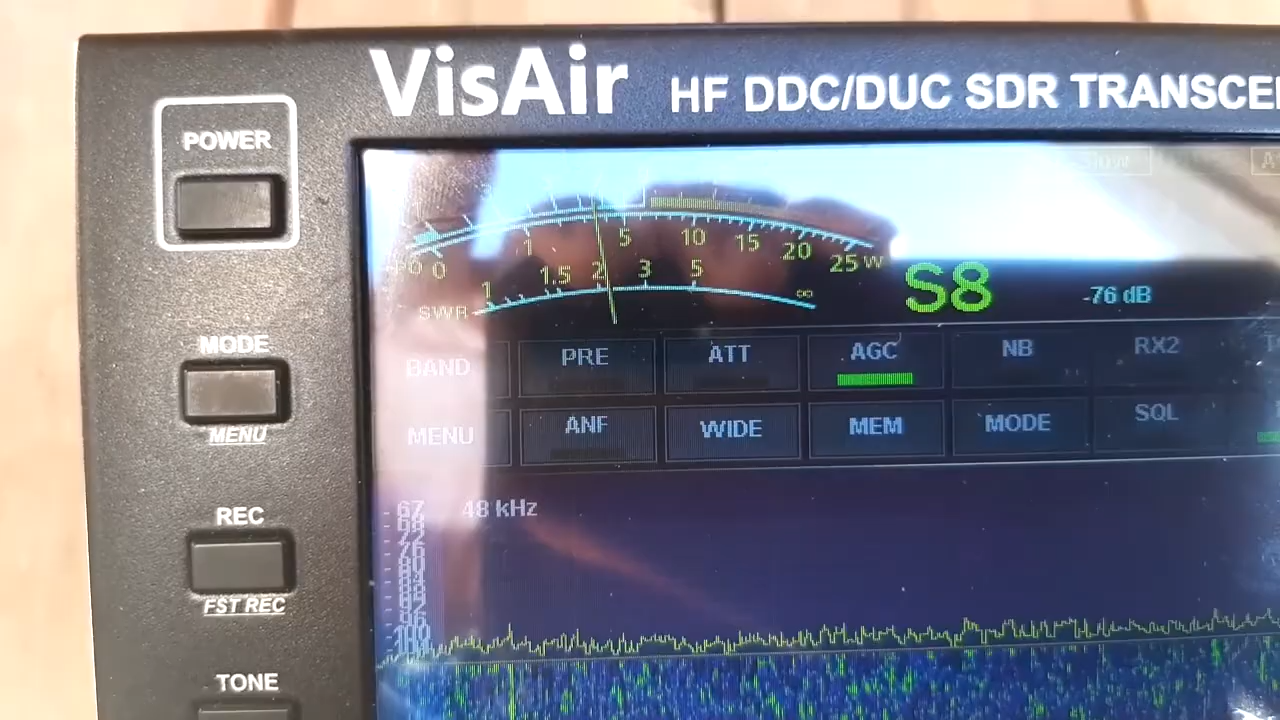 VisAir HF DDC/DUC SDR TRANSCE
POWER
MODE
MENU
REC
FST REC
TONE
1 5 10 15 20 25 W
PO 0
1 1.5 2 3 5 ∞
SWR
S8 -76 dB
BAND PRE ATT AGC NB RX2
MENU ANF WIDE MEM MODE SQL
-67 48 kHz